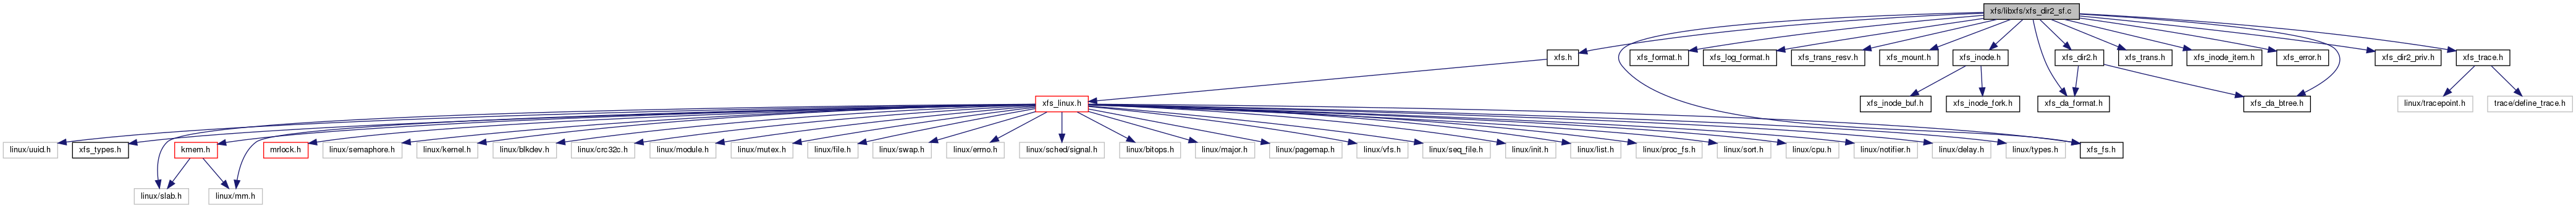 xfs/libxfs/xfs_dir2_sf.c
xfs.h
xfs_format.h
xfs_log_format.h
xfs_trans_resv.h
xfs_mount.h
xfs_inode.h
xfs_dir2.h
xfs_trans.h
xfs_inode_item.h
xfs_error.h
xfs_dir2_priv.h
xfs_trace.h
xfs_linux.h
xfs_inode_buf.h
xfs_inode_fork.h
xfs_da_format.h
xfs_da_btree.h
linux/tracepoint.h
trace/define_trace.h
linux/uuid.h
xfs_types.h
kmem.h
mrlock.h
linux/semaphore.h
linux/kernel.h
linux/blkdev.h
linux/crc32c.h
linux/module.h
linux/mutex.h
linux/file.h
linux/swap.h
linux/errno.h
linux/sched/signal.h
linux/bitops.h
linux/major.h
linux/pagemap.h
linux/vfs.h
linux/seq_file.h
linux/init.h
linux/list.h
linux/proc_fs.h
linux/sort.h
linux/cpu.h
linux/notifier.h
linux/delay.h
linux/types.h
xfs_fs.h
linux/slab.h
linux/mm.h